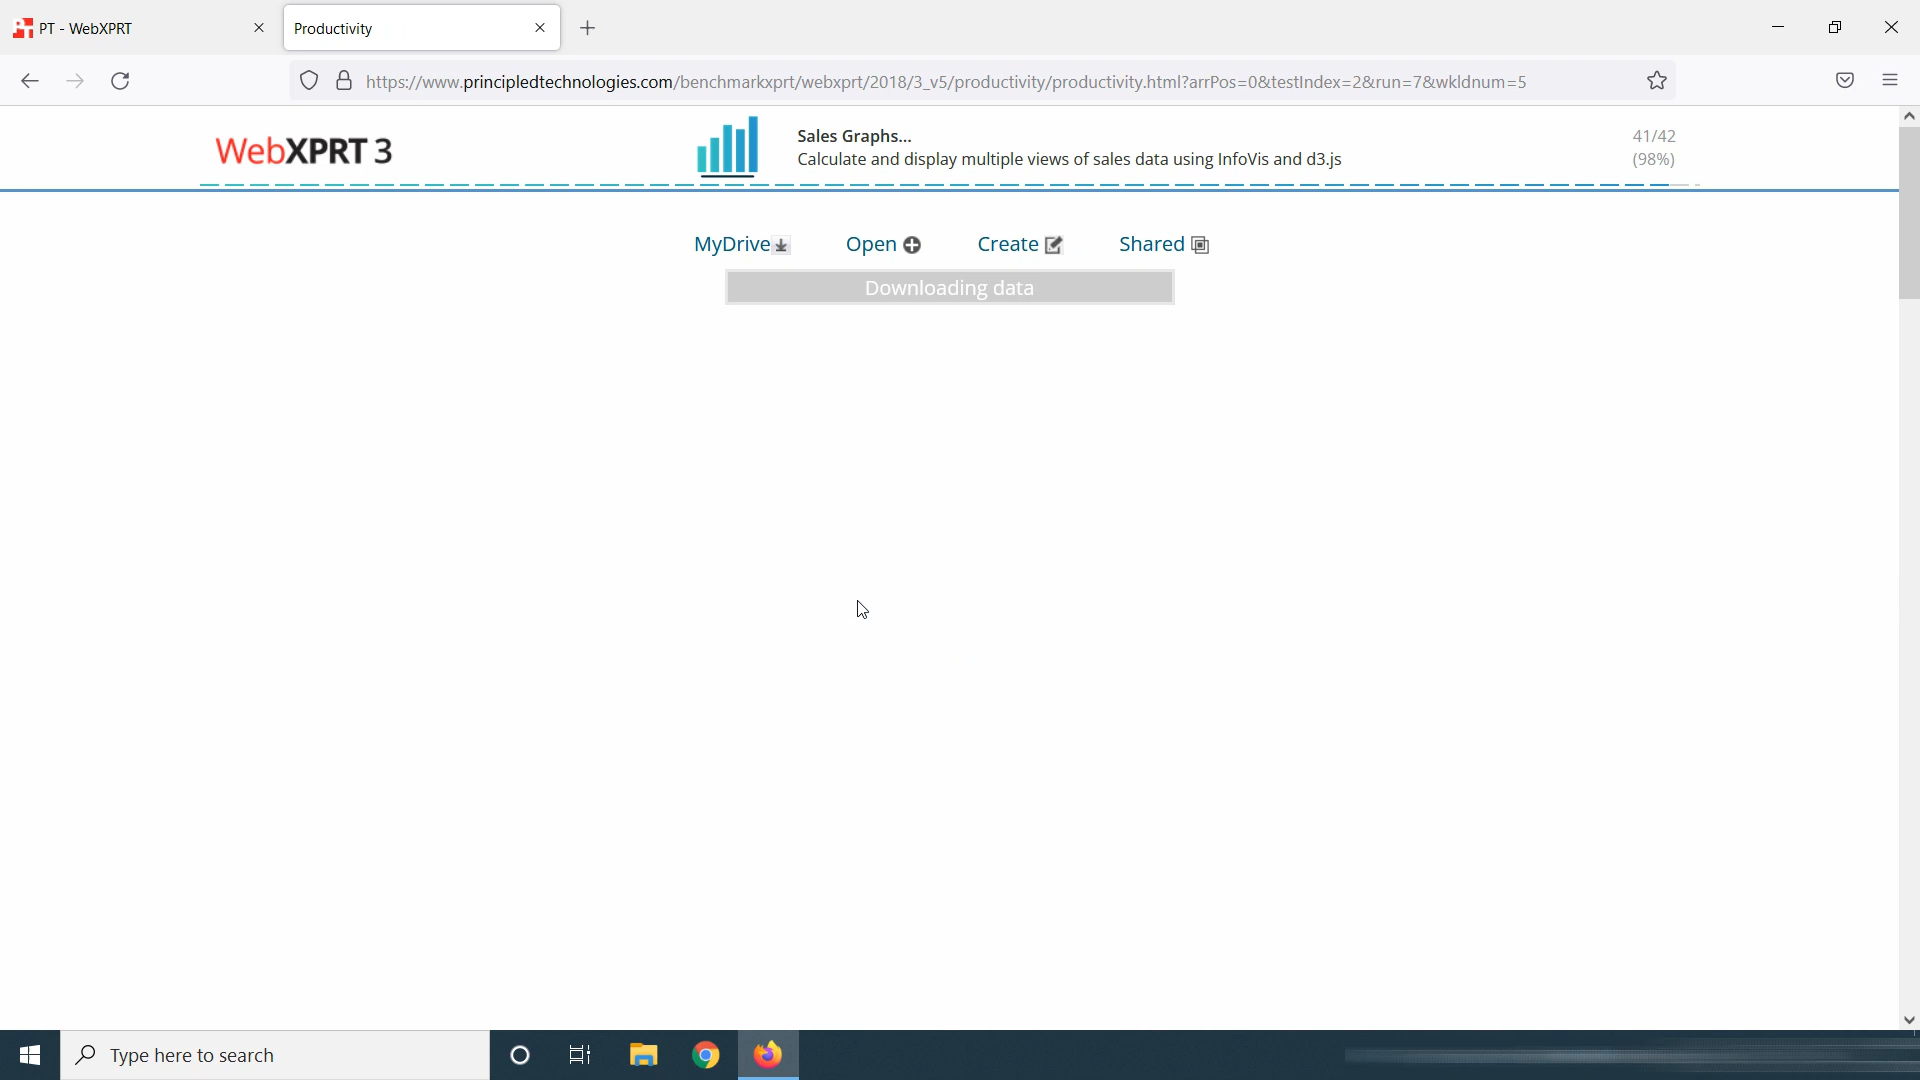 PT - WebXPRT
Productivity
https://www.principledtechnologies.com/benchmarkxprt/webxprt/2018/3_v5/productivity/productivity.html?arrPos=0&testIndex=2&run=7&wkldnum=5
WebXPRT 3
Sales Graphs...
41/42
Calculate and display multiple views of sales data using InfoVis and d3.js
(98%)
MyDrive
Open
Create
Shared
Downloading data
Type here to search